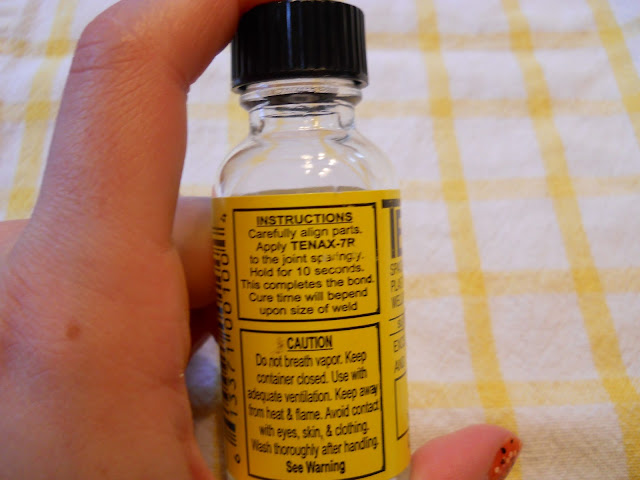 INSTRUCTIONS
Carefully align parts.
Apply TENAX-7R
to the joint sparingly.
Hold for 10 seconds.
This completes the bond.
Cure time will bepend
upon size of weld
CAUTION
Do not breath vapor. Keep
container closed. Use with
adequate ventilation. Keep away
from heat & flame. Avoid contact
with eyes, skin, & clothing.
Wash thoroughly after handling.
See Warning